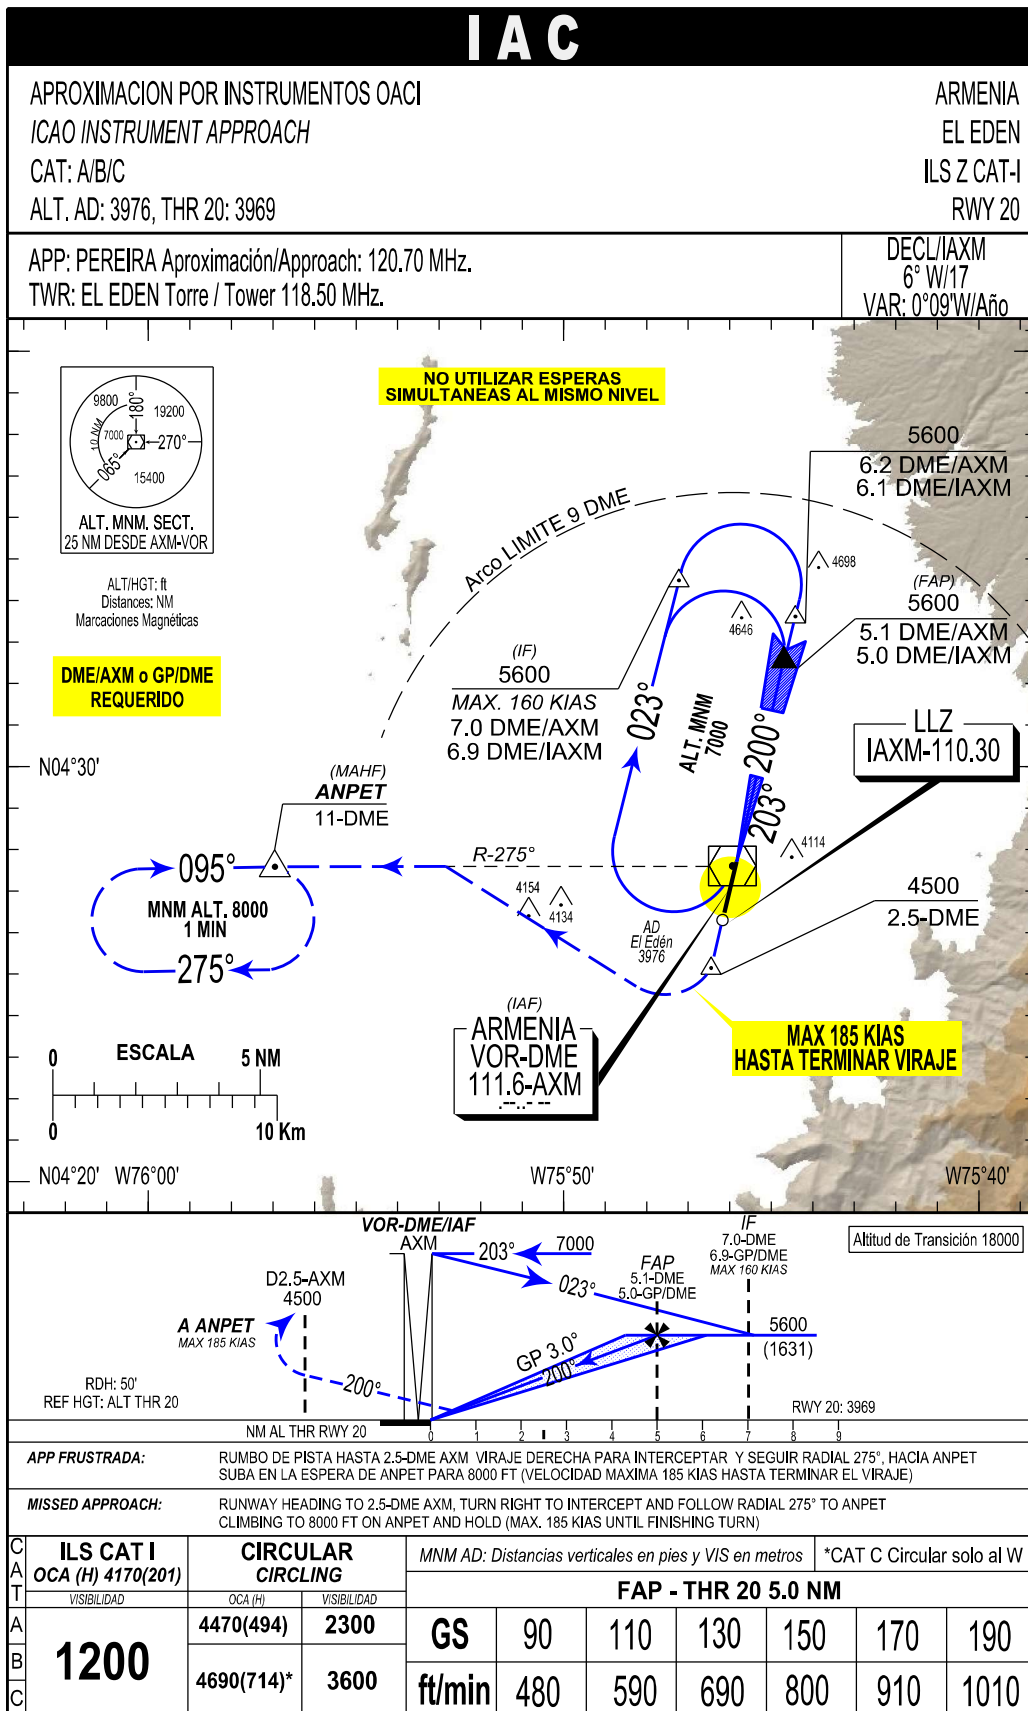 IAC
APROXIMACION POR INSTRUMENTOS OACI
ICAO INSTRUMENT APPROACH
CAT: A/B/C
ALT. AD: 3976, THR 20: 3969
ARMENIA
EL EDEN
ILS Z CAT-I
RWY 20
APP: PEREIRA Aproximación/Approach: 120.70 MHz.
TWR: EL EDEN Torre / Tower 118.50 MHz.
DECL/IAXM
6° W/17
VAR: 0°09'W/Año
NO UTILIZAR ESPERAS
SIMULTANEAS AL MISMO NIVEL
9800
180°
19200
10 NM
7000
270°
065°
15400
ALT. MNM. SECT.
25 NM DESDE AXM-VOR
ALT/HGT: ft
Distances: NM
Marcaciones Magnéticas
DME/AXM o GP/DME
REQUERIDO
Arco LIMITE 9 DME
5600
6.2 DME/AXM
6.1 DME/IAXM
4698
4646
(FAP)
5600
5.1 DME/AXM
5.0 DME/IAXM
(IF)
5600
MAX. 160 KIAS
7.0 DME/AXM
6.9 DME/IAXM
023°
ALT. MNM
7000
200°
203°
LLZ
IAXM-110.30
N04°30'
(MAHF)
ANPET
11-DME
R-275°
4114
095°
MNM ALT. 8000
1 MIN
275°
4154
4134
AD
El Edén
3976
4500
2.5-DME
(IAF)
ARMENIA
VOR-DME
111.6-AXM
MAX 185 KIAS
HASTA TERMINAR VIRAJE
0 ESCALA 5 NM
0 10 Km
N04°20' W76°00' W75°50' W75°40'
VOR-DME/IAF
AXM
203°
7000
IF
7.0-DME
6.9-GP/DME
MAX 160 KIAS
Altitud de Transición 18000
D2.5-AXM
4500
023°
FAP
5.1-DME
5.0-GP/DME
A ANPET
MAX 185 KIAS
GP 3.0°
200°
5600
(1631)
200°
RDH: 50'
REF HGT: ALT THR 20
RWY 20: 3969
NM AL THR RWY 20 0 1 2 3 4 5 6 7 8 9
APP FRUSTRADA: RUMBO DE PISTA HASTA 2.5-DME AXM VIRAJE DERECHA PARA INTERCEPTAR Y SEGUIR RADIAL 275°, HACIA ANPET
SUBA EN LA ESPERA DE ANPET PARA 8000 FT (VELOCIDAD MAXIMA 185 KIAS HASTA TERMINAR EL VIRAJE)
MISSED APPROACH: RUNWAY HEADING TO 2.5-DME AXM, TURN RIGHT TO INTERCEPT AND FOLLOW RADIAL 275° TO ANPET
CLIMBING TO 8000 FT ON ANPET AND HOLD (MAX. 185 KIAS UNTIL FINISHING TURN)
CAT
ILS CAT I
OCA (H) 4170(201)
VISIBILIDAD
CIRCULAR
CIRCLING
OCA (H) VISIBILIDAD
MNM AD: Distancias verticales en pies y VIS en metros
*CAT C Circular solo al W
FAP - THR 20 5.0 NM
A
B
C
1200
4470(494) 2300
4690(714)* 3600
GS 90 110 130 150 170 190
ft/min 480 590 690 800 910 1010